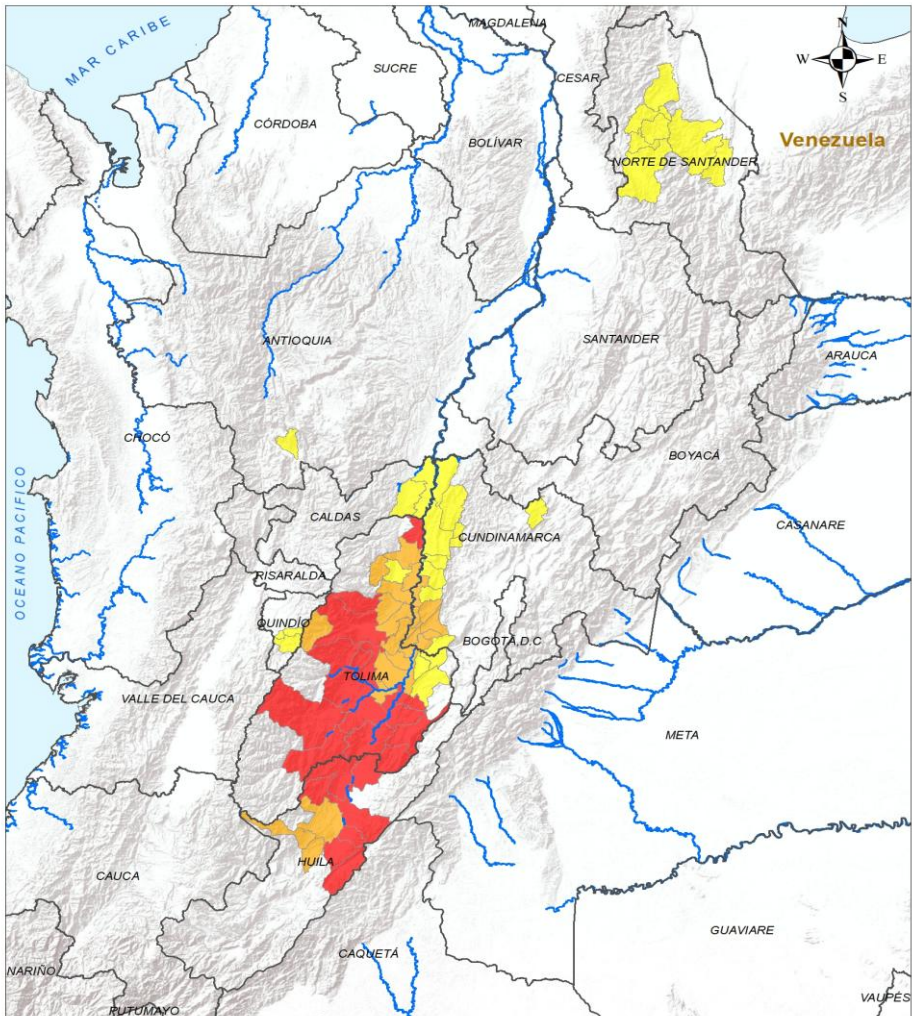 MAGDALENA
N
MAR CARIBE
SUCRE
CESAR
W
E
S
CÓRDOBA
BOLÍVAR
Venezuela
NORTE DE SANTANDER
ANTIOQUIA
SANTANDER
ARAUCA
CHOCÓ
BOYACÁ
OCEANO PACIFICO
CALDAS
CUNDINAMARCA
CASANARE
RISARALDA
QUINDÍO
BOGOTÁ,D.C
TOLIMA
VALLE DEL CAUCA
META
HUILA
CAUCA
GUAVIARE
CAQUETÁ
NARIÑO
VAUPÉS
PUTUMAYO